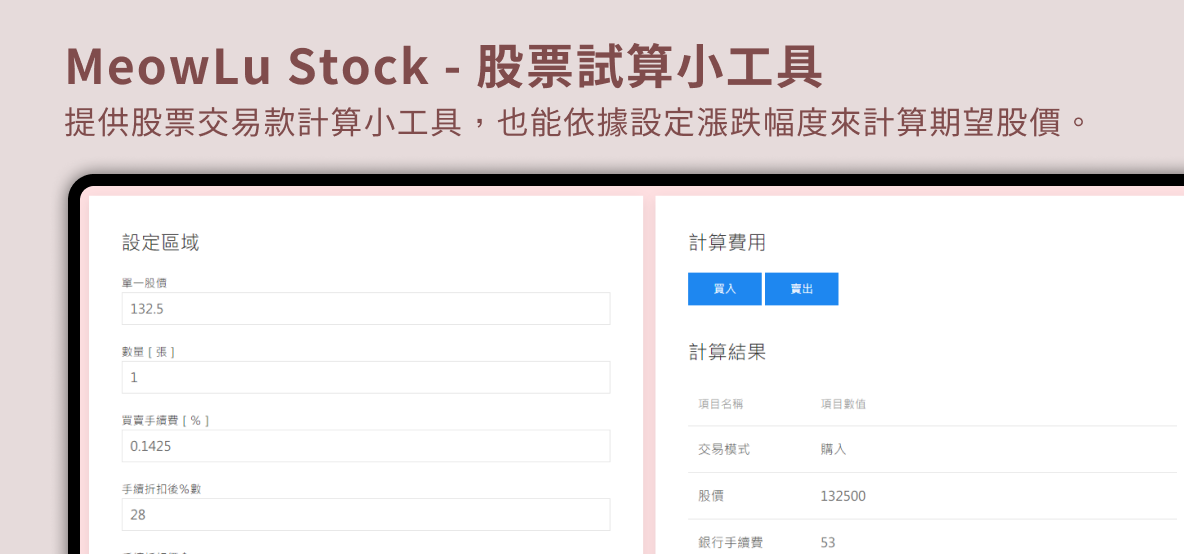 MeowLu Stock - 股票試算小工具
提供股票交易款計算小工具，也能依據設定漲跌幅度來計算期望股價。
設定區域
單一股價
132.5
數量 [ 張 ]
1
買賣手續費 [ % ]
0.1425
手續折扣後%數
28
計算費用
買入 賣出
計算結果
項目名稱 項目數值
交易模式 購入
股價 132500
銀行手續費 53